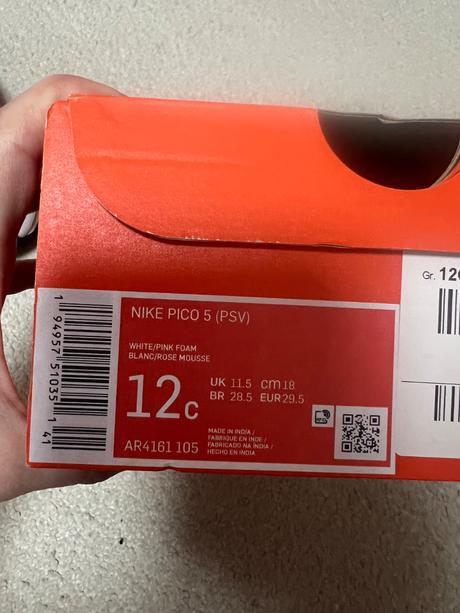 NIKE PICO 5 (PSV)
WHITE/PINK FOAM
BLANC/ROSE MOUSSE
12C
UK 11.5 CM 18
BR 28.5 EUR 29.5
AR4161 105
MADE IN INDIA /
FABRIQUÉ EN INDE /
FABRICADO NA ÍNDIA /
HECHO EN INDIA
1 94957 51035 1 44
Gr.